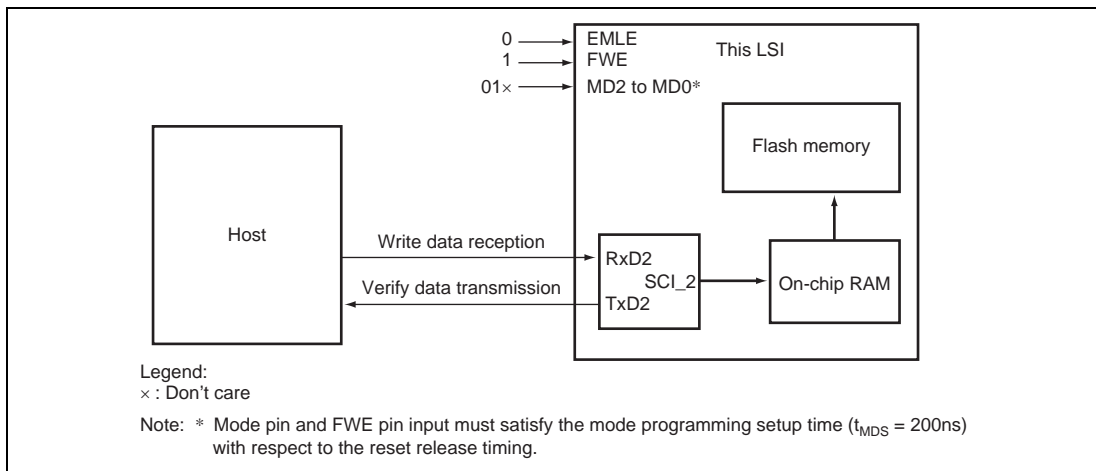 0
EMLE
This LSI
1
FWE
01×
MD2 to MD0*
Flash memory
Host
Write data reception
RxD2
SCI_2
On-chip RAM
Verify data transmission
TxD2
Legend:
× : Don't care
Note: * Mode pin and FWE pin input must satisfy the mode programming setup time (tMDS = 200ns)
with respect to the reset release timing.